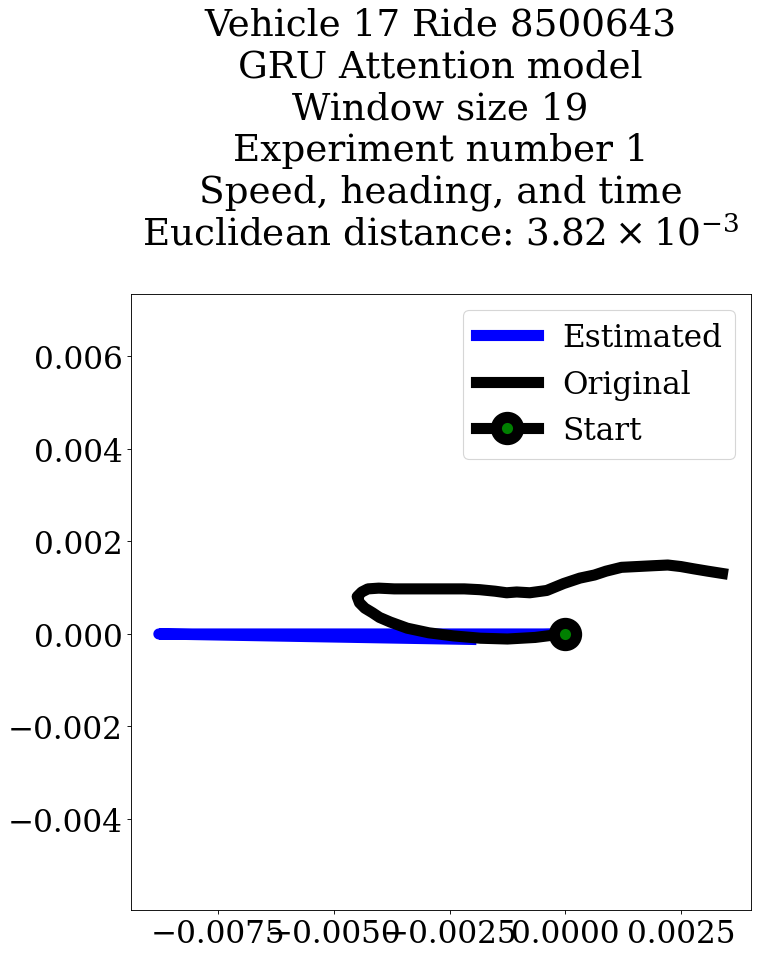 Vehicle 17 Ride 8500643
GRU Attention model
Window size 19
Experiment number 1
Speed, heading, and time
Euclidean distance: 3.82 × 10⁻³
Estimated
Original
Start
0.006
0.004
0.002
0.000
−0.002
−0.004
−0.0075 −0.0050 −0.0025 0.0000 0.0025